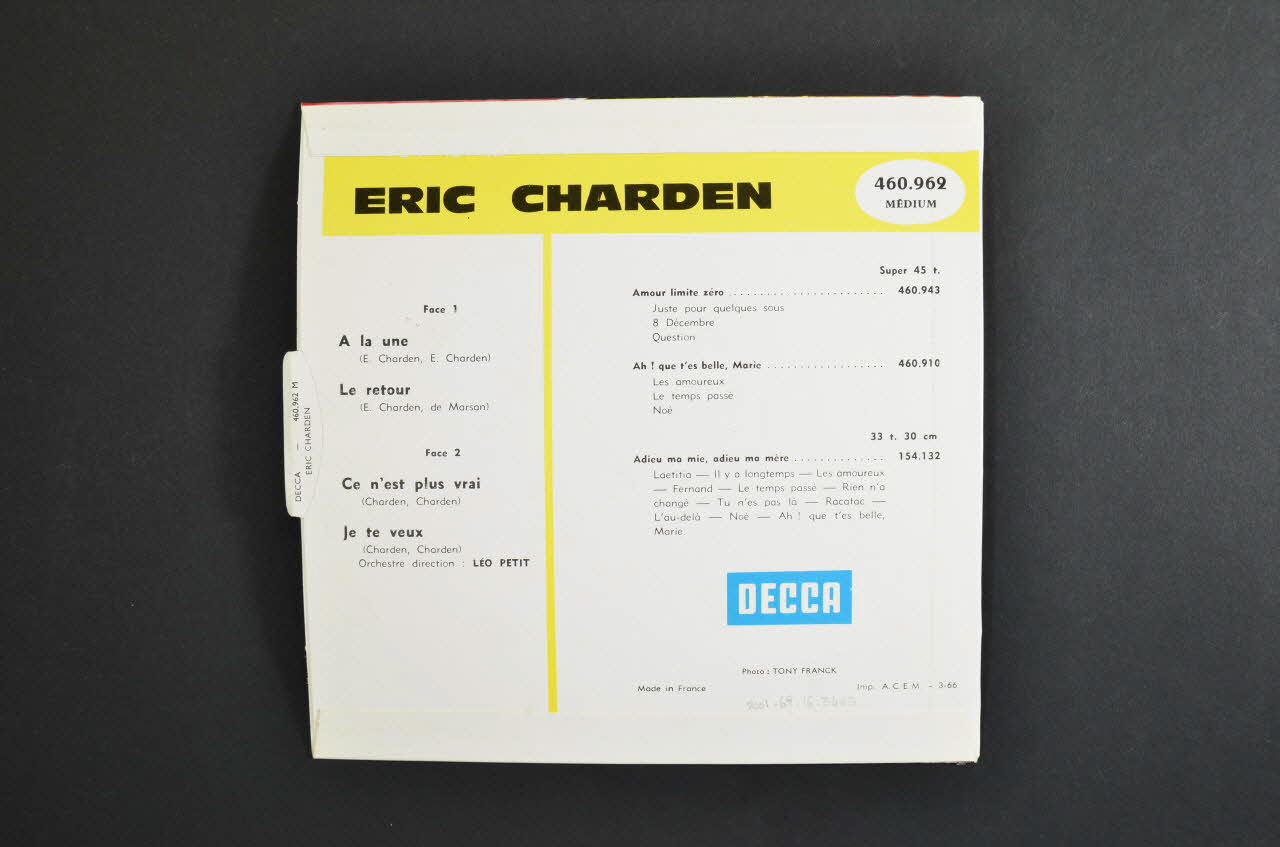 ERIC CHARDEN
460.962
MÉDIUM
DECCA — 460.962 M
ERIC CHARDEN
Face 1
A la une
(E. Charden, E. Charden)
Le retour
(E. Charden, de Marsan)
Face 2
Ce n'est plus vrai
(Charden, Charden)
Je te veux
(Charden, Charden)
Orchestre direction : LÉO PETIT
Super 45 t.
Amour limite zéro ........................ 460.943
Juste pour quelques sous
8 Décembre
Question
Ah ! que t'es belle, Marie .................. 460.910
Les amoureux
Le temps passé
Noé
33 t. 30 cm
Adieu ma mie, adieu ma mère .............. 154.132
Laetitia — Il y a longtemps — Les amoureux
— Fernand — Le temps passé — Rien n'a
changé — Tu n'es pas là — Racatac —
L'au-delà — Noé — Ah ! que t'es belle,
Marie
DECCA
Photo : TONY FRANCK
Made in France
Imp. A.C.E.M. - 3-66